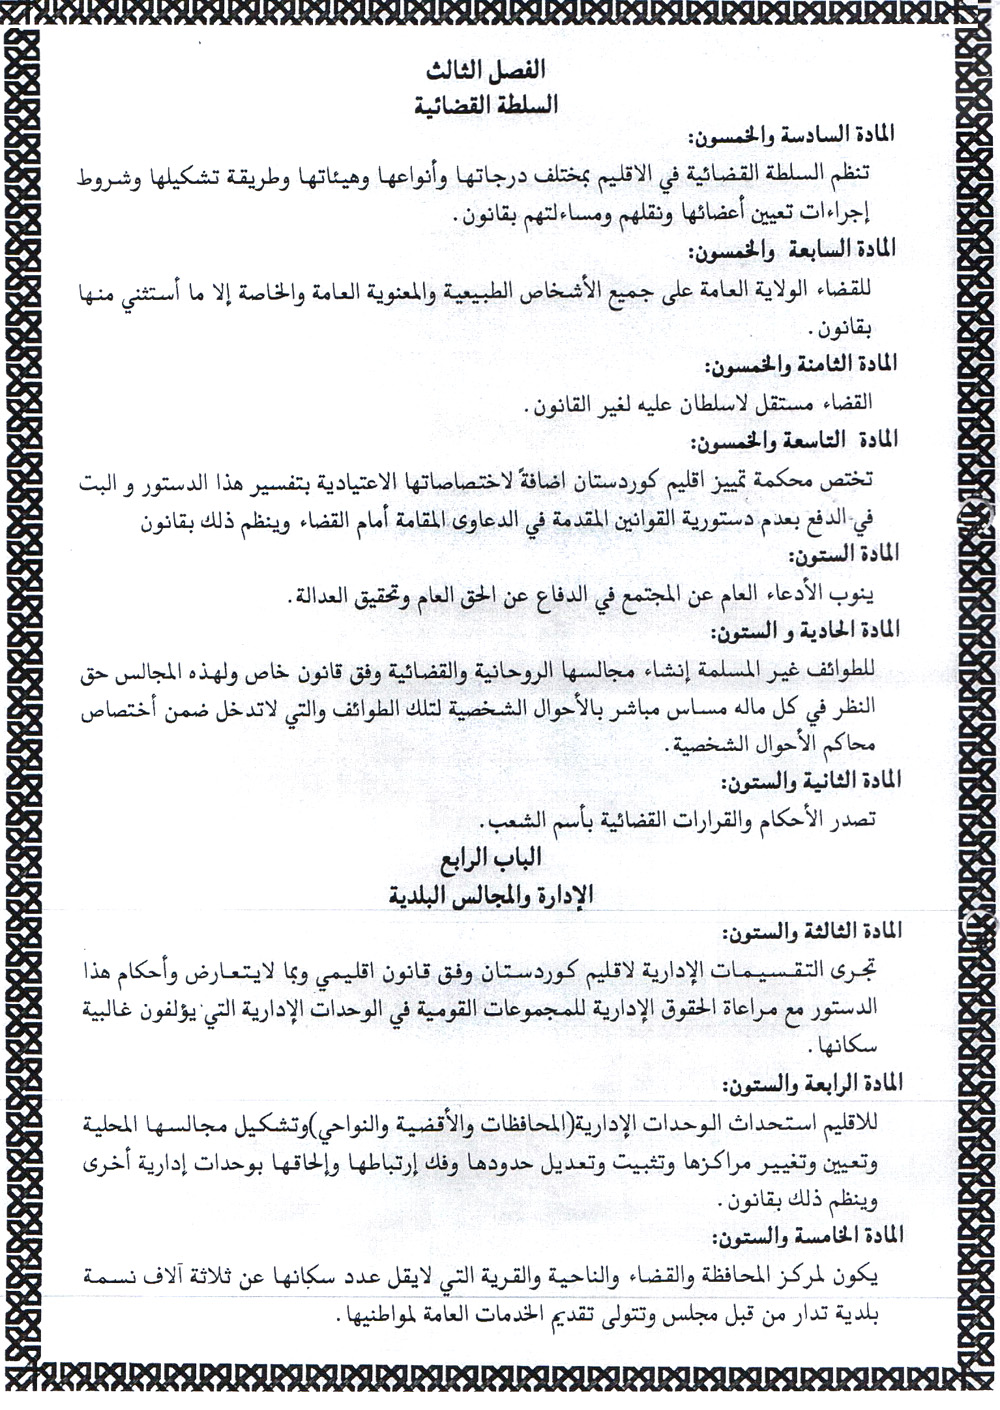 الفصل الثالث
السلطة القضائية
المادة السادسة والخمسون:
تنظم السلطة القضائية في الاقليم بمختلف درجاتها وأنواعها وهيئاتها وطريقة تشكيلها وشروط
إجراءات تعيين أعضائها ونقلهم ومساءلتهم بقانون.
المادة السابعة والخمسون:
للقضاء الولاية العامة على جميع الأشخاص الطبيعية والمعنوية العامة والخاصة إلا ما أستثني منها
بقانون.
المادة الثامنة والخمسون:
القضاء مستقل لاسلطان عليه لغير القانون.
المادة التاسعة والخمسون:
تختص محكمة تمييز اقليم كوردستان اضافةً لاختصاصاتها الاعتيادية بتفسير هذا الدستور و البت
في الدفع بعدم دستورية القوانين المقدمة في الدعاوى المقامة أمام القضاء وينظم ذلك بقانون
المادة الستون:
ينوب الأدعاء العام عن المجتمع في الدفاع عن الحق العام وتحقيق العدالة.
المادة الحادية و الستون:
للطوائف غير المسلمة إنشاء مجالسها الروحانية والقضائية وفق قانون خاص ولهذه المجالس حق
النظر في كل ماله مساس مباشر بالأحوال الشخصية لتلك الطوائف والتي لاتدخل ضمن أختصاص
محاكم الأحوال الشخصية.
المادة الثانية والستون:
تصدر الأحكام والقرارات القضائية بأسم الشعب.
الباب الرابع
الإدارة والمجالس البلدية
المادة الثالثة والستون:
تجرى التقسيمات الإدارية لاقليم كوردستان وفق قانون اقليمي وبما لايتعارض وأحكام هذا
الدستور مع مراعاة الحقوق الإدارية للمجموعات القومية في الوحدات الإدارية التي يؤلفون غالبية
سكانها.
المادة الرابعة والستون:
للاقليم استحداث الوحدات الإدارية(المحافظات والأقضية والنواحي)وتشكيل مجالسها المحلية
وتعيين وتغيير مراكزها وتثبيت وتعديل حدودها وفك إرتباطها وإلحاقها بوحدات إدارية أخرى
وينظم ذلك بقانون.
المادة الخامسة والستون:
يكون لمركز المحافظة والقضاء والناحية والقرية التي لايقل عدد سكانها عن ثلاثة آلاف نسمة
بلدية تدار من قبل مجلس وتتولى تقديم الخدمات العامة لمواطنيها.